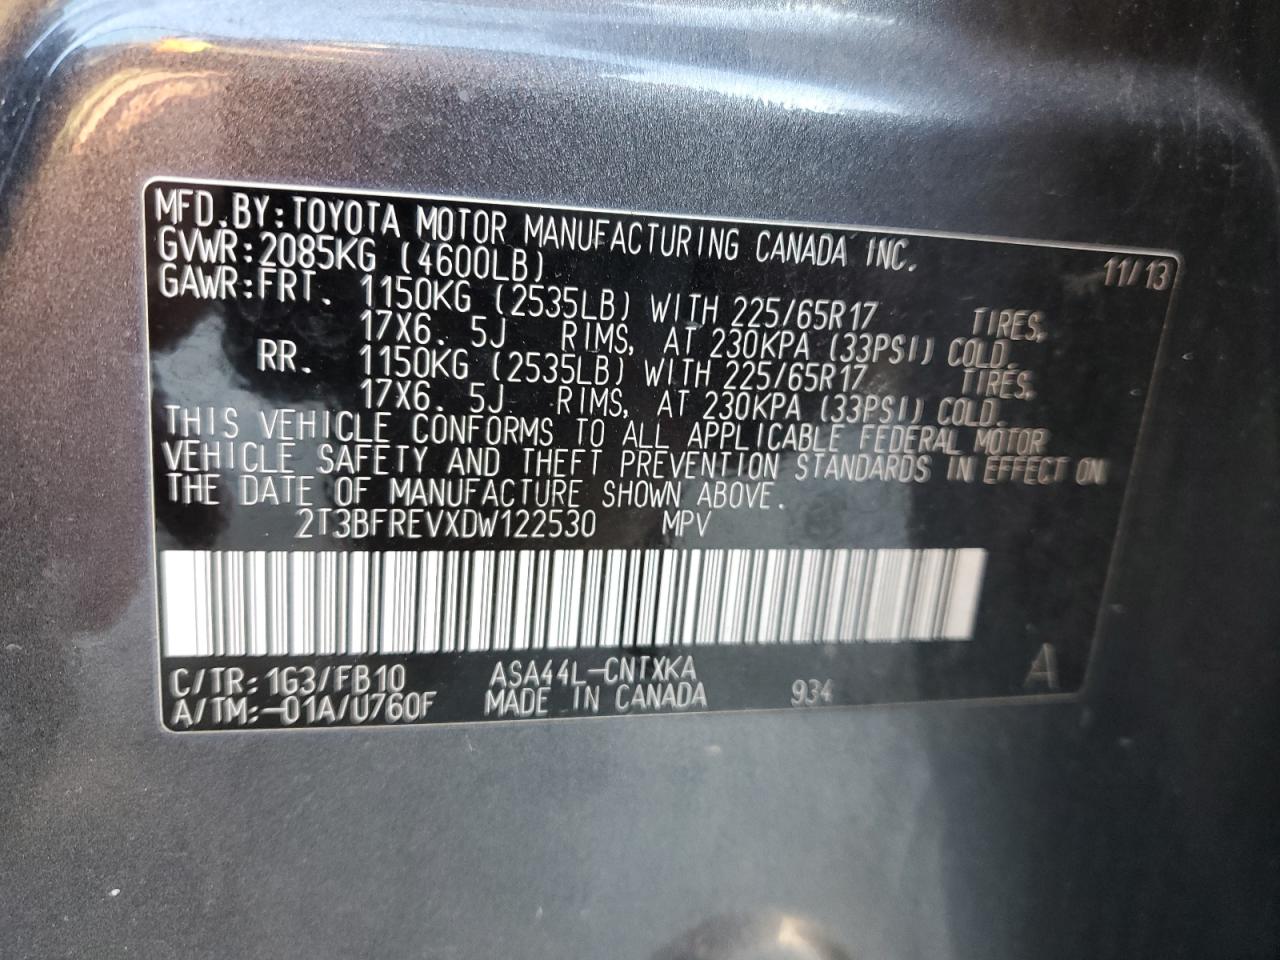 MFD.BY:TOYOTA MOTOR MANUFACTURING CANADA INC.
11/13
GVWR:2085KG (4600LB)
GAWR:FRT. 1150KG (2535LB) WITH 225/65R17 TIRES,
17X6.5J RIMS, AT 230KPA (33PSI) COLD.
RR. 1150KG (2535LB) WITH 225/65R17 TIRES,
17X6.5J RIMS, AT 230KPA (33PSI) COLD.
THIS VEHICLE CONFORMS TO ALL APPLICABLE FEDERAL MOTOR
VEHICLE SAFETY AND THEFT PREVENTION STANDARDS IN EFFECT ON
THE DATE OF MANUFACTURE SHOWN ABOVE.
2T3BFREVXDW122530 MPV
C/TR:1G3/FB10 ASA44L-CNTXKA A
A/TM:-01A/U760F MADE IN CANADA 934